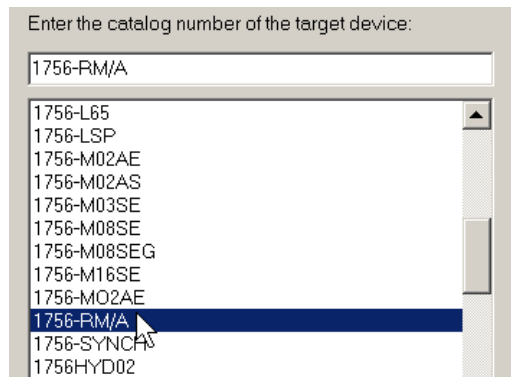 Enter the catalog number of the target device:
1756-RM/A
1756-L65
1756-LSP
1756-M02AE
1756-M02AS
1756-M03SE
1756-M08SE
1756-M08SEG
1756-M16SE
1756-MO2AE
1756-RM/A
1756-SYNCH
1756HYD02